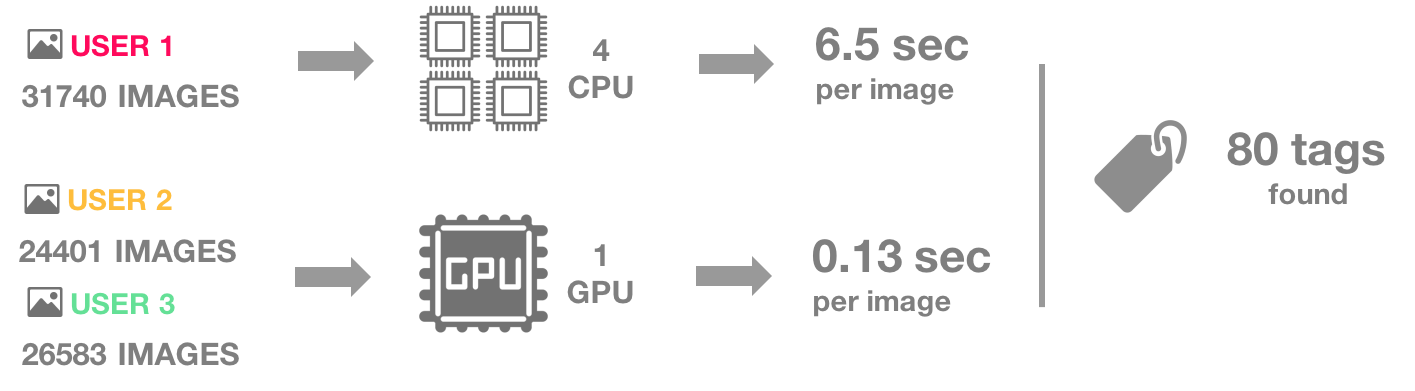 USER 1
31740 IMAGES
4
CPU
6.5 sec
per image
USER 2
24401 IMAGES
USER 3
26583 IMAGES
GPU
1
GPU
0.13 sec
per image
80 tags
found